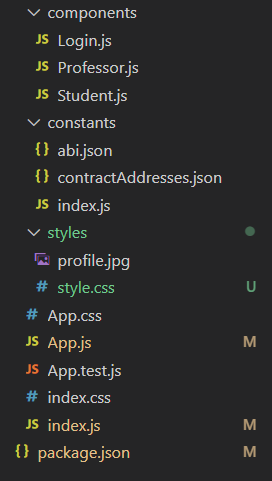 components
JS Login.js
JS Professor.js
JS Student.js
constants
{} abi.json
{} contractAddresses.json
JS index.js
styles
profile.jpg
# style.css U
# App.css
JS App.js M
JS App.test.js
# index.css
JS index.js M
{} package.json M